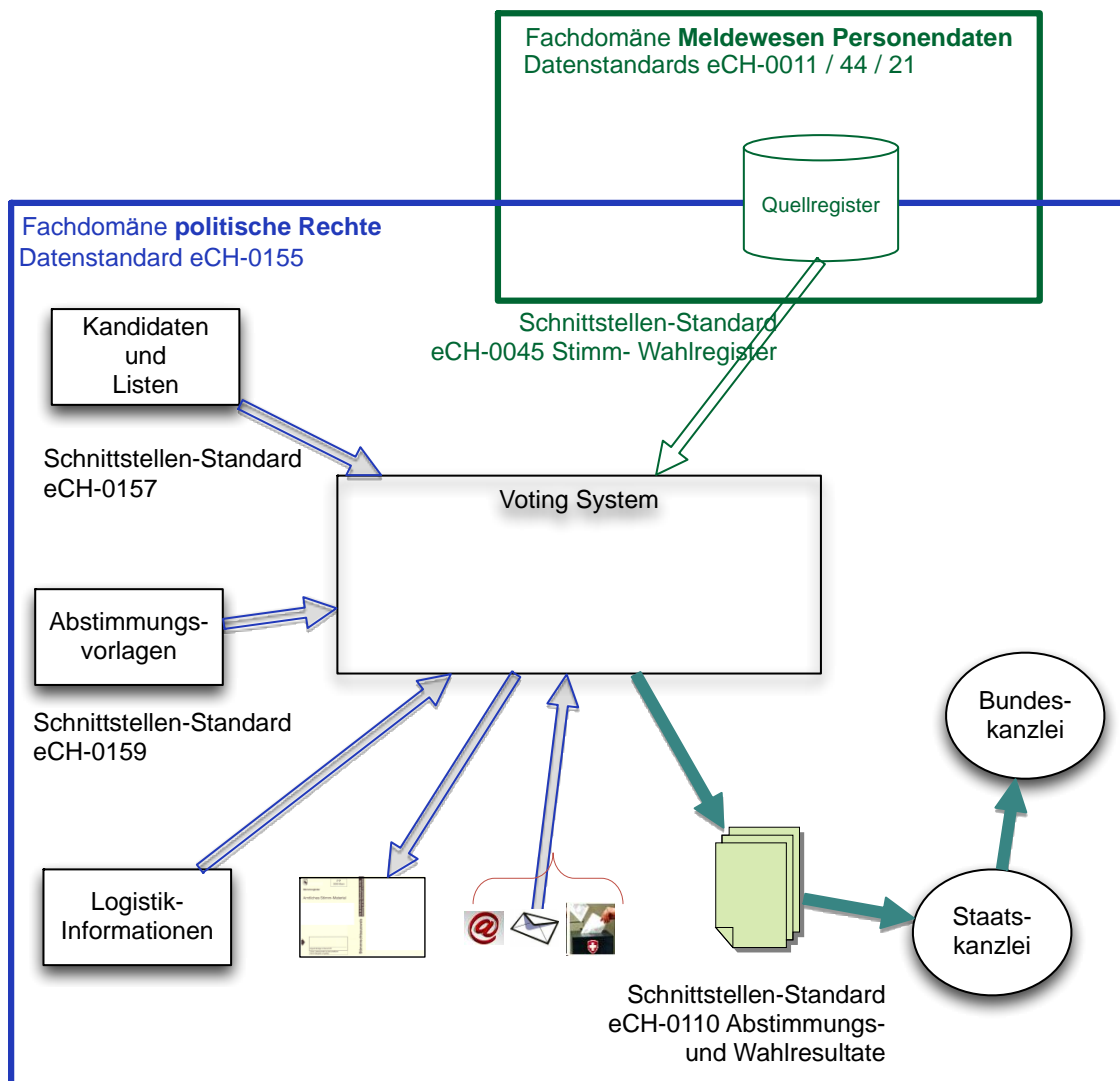 Fachdomäne Meldewesen Personendaten
Datenstandards eCH-0011 / 44 / 21
Quellregister
Fachdomäne politische Rechte
Datenstandard eCH-0155
Kandidaten
und
Listen
Schnittstellen-Standard
eCH-0045 Stimm- Wahlregister
Schnittstellen-Standard
eCH-0157
Voting System
Abstimmungs-
vorlagen
Schnittstellen-Standard
eCH-0159
Bundes-
kanzlei
Logistik-
Informationen
@
Staats-
kanzlei
Schnittstellen-Standard
eCH-0110 Abstimmungs-
und Wahlresultate